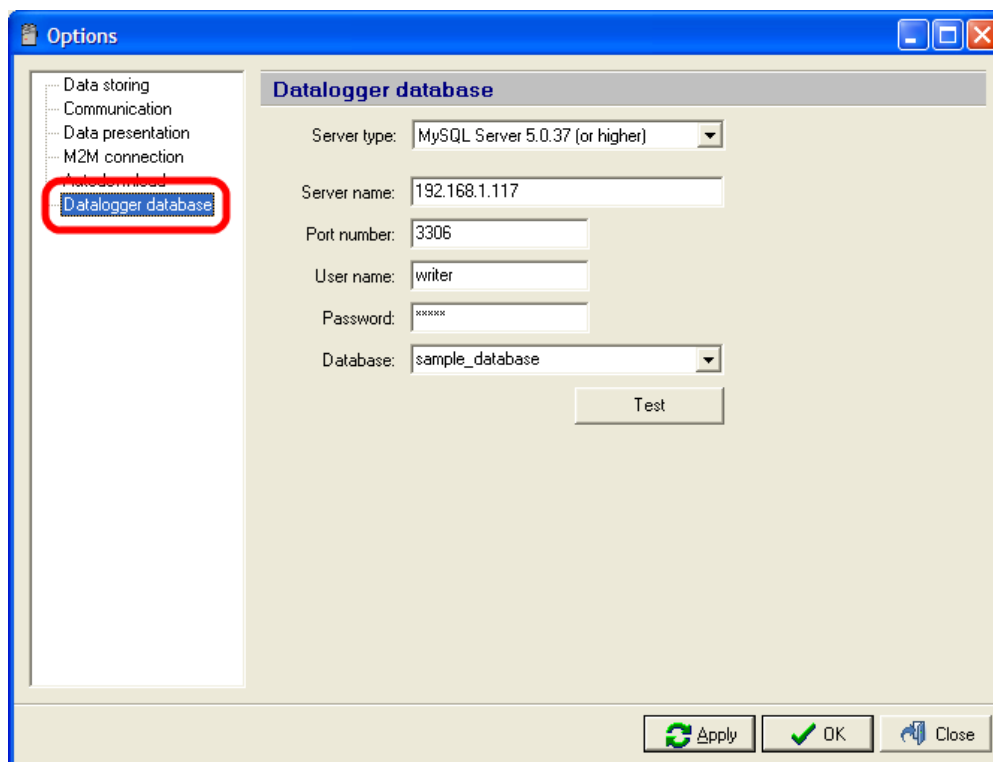 Options
Data storing
Communication
Data presentation
M2M connection
Autodownload
Datalogger database
Datalogger database
Server type: MySQL Server 5.0.37 (or higher)
Server name: 192.168.1.117
Port number: 3306
User name: writer
Password: *****
Database: sample_database
Test
Apply OK Close